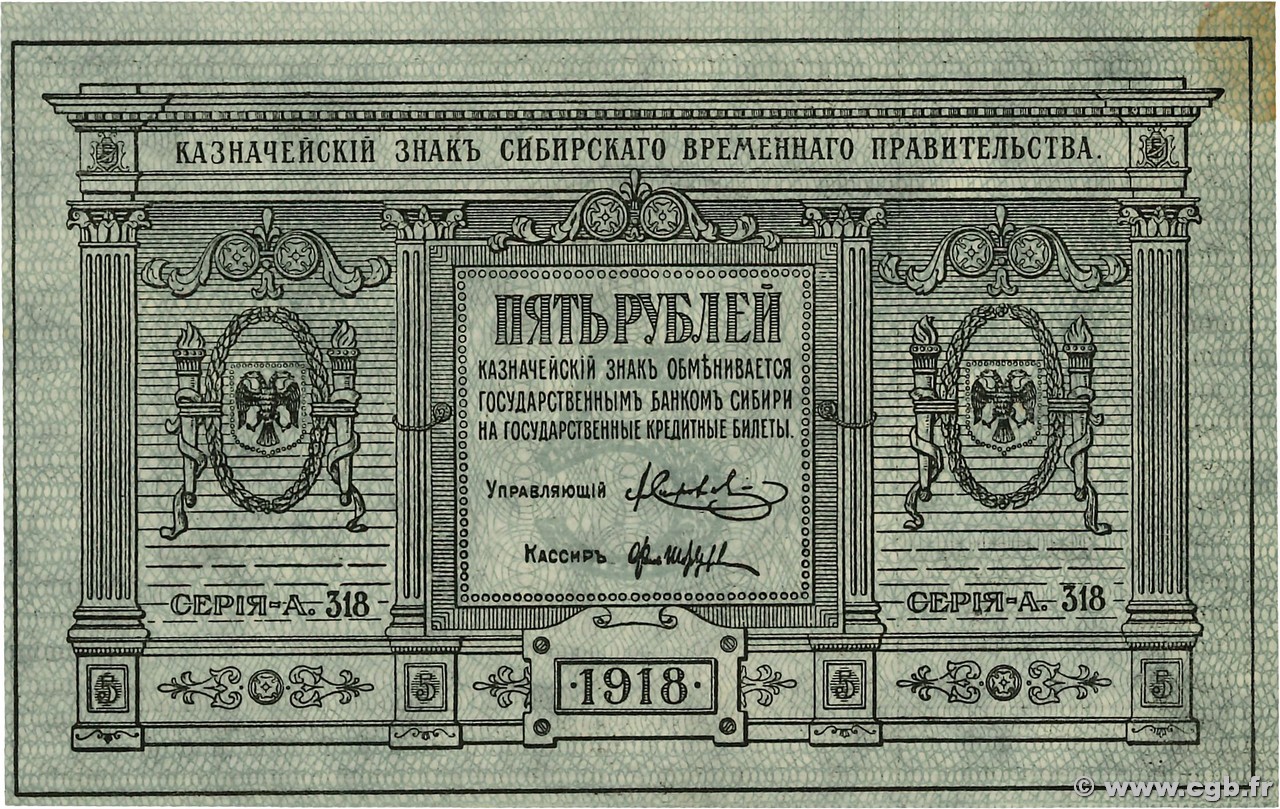 КАЗНАЧЕЙСКІЙ ЗНАКЪ СИБИРСКАГО ВРЕМЕННАГО ПРАВИТЕЛЬСТВА.
ПЯТЬ РУБЛЕЙ
КАЗНАЧЕЙСКІЙ ЗНАКЪ ОБМѢНИВАЕТСЯ
ГОСУДАРСТВЕННЫМЪ БАНКОМЪ СИБИРИ
НА ГОСУДАРСТВЕННЫЕ КРЕДИТНЫЕ БИЛЕТЫ.
УПРАВЛЯЮЩІЙ
КАССИРЪ
СЕРІЯ-А. 318
СЕРІЯ-А. 318
5 5 5 5
·1918·
© www.cgb.fr